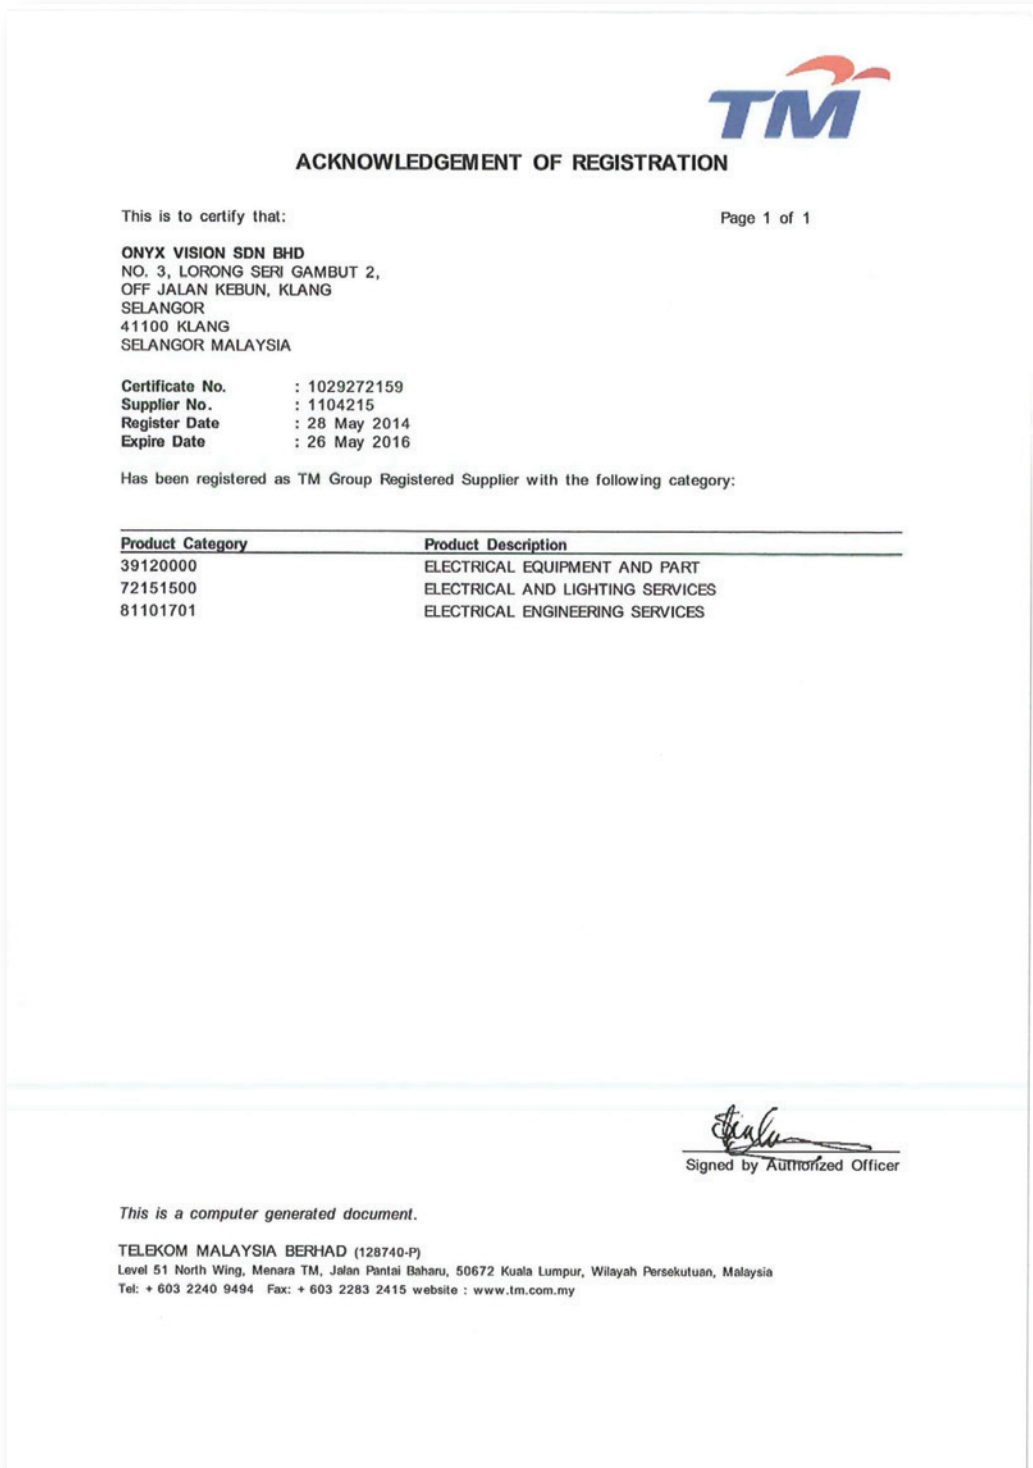 TM
ACKNOWLEDGEMENT OF REGISTRATION
This is to certify that:
Page 1 of 1
ONYX VISION SDN BHD
NO. 3, LORONG SERI GAMBUT 2,
OFF JALAN KEBUN, KLANG
SELANGOR
41100 KLANG
SELANGOR MALAYSIA
Certificate No. : 1029272159
Supplier No. : 1104215
Register Date : 28 May 2014
Expire Date : 26 May 2016
Has been registered as TM Group Registered Supplier with the following category:
Product Category Product Description
39120000 ELECTRICAL EQUIPMENT AND PART
72151500 ELECTRICAL AND LIGHTING SERVICES
81101701 ELECTRICAL ENGINEERING SERVICES
Signed by Authorized Officer
This is a computer generated document.
TELEKOM MALAYSIA BERHAD (128740-P)
Level 51 North Wing, Menara TM, Jalan Pantai Baharu, 50672 Kuala Lumpur, Wilayah Persekutuan, Malaysia
Tel: + 603 2240 9494 Fax: + 603 2283 2415 website : www.tm.com.my